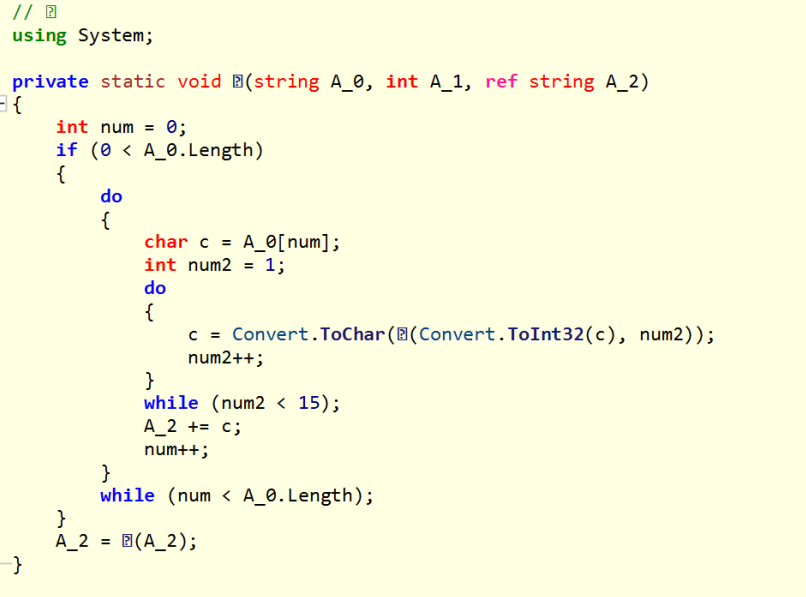 // ⍰
using System;
private static void ⍰(string A_0, int A_1, ref string A_2)
{
int num = 0;
if (0 < A_0.Length)
{
do
{
char c = A_0[num];
int num2 = 1;
do
{
c = Convert.ToChar(⍰(Convert.ToInt32(c), num2));
num2++;
}
while (num2 < 15);
A_2 += c;
num++;
}
while (num < A_0.Length);
}
A_2 = ⍰(A_2);
}